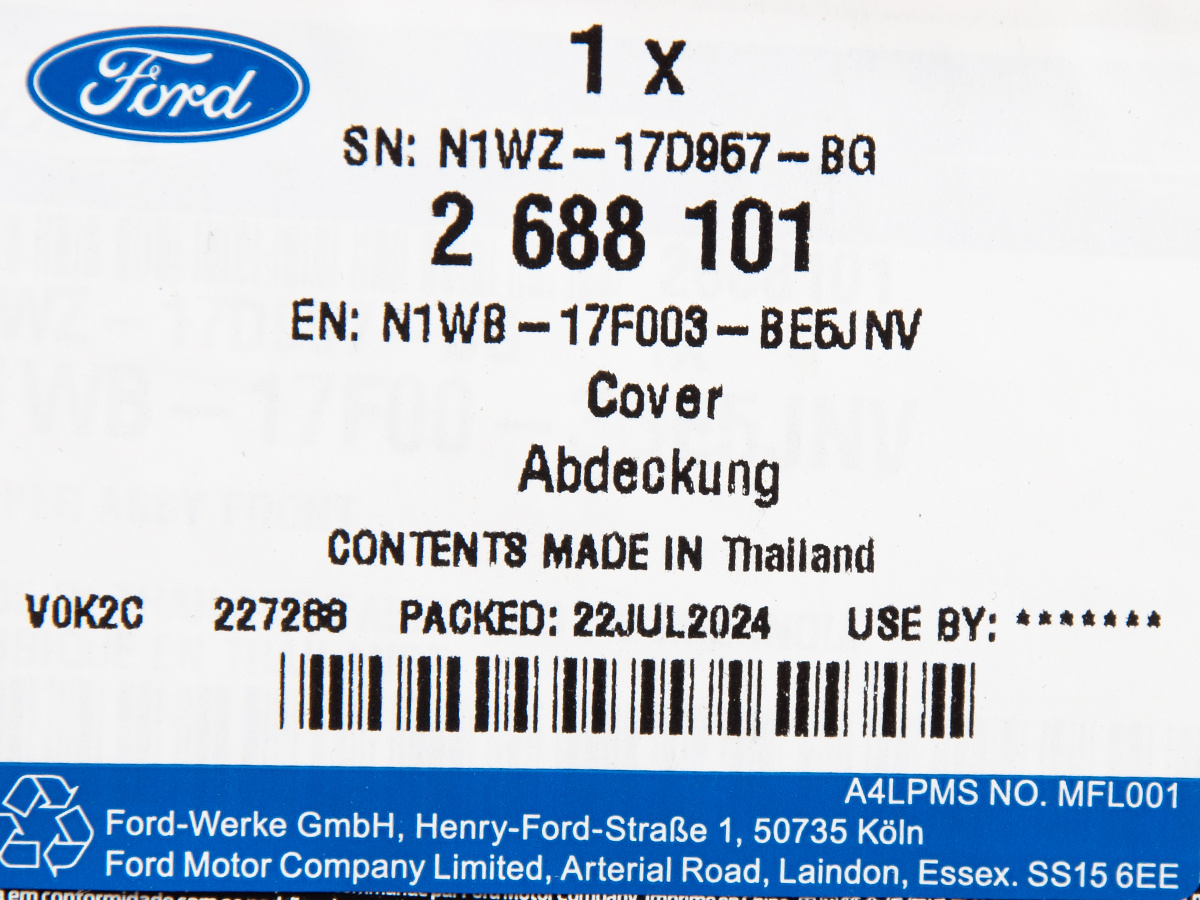 Ford
1 x
SN: N1WZ-17D957-BG
2 688 101
EN: N1WB-17F003-BE5JNV
Cover
Abdeckung
CONTENTS MADE IN Thailand
V0K2C 227288 PACKED: 22JUL2024 USE BY: *******
A4LPMS NO. MFL001
Ford-Werke GmbH, Henry-Ford-Straße 1, 50735 Köln
Ford Motor Company Limited, Arterial Road, Laindon, Essex. SS15 6EE